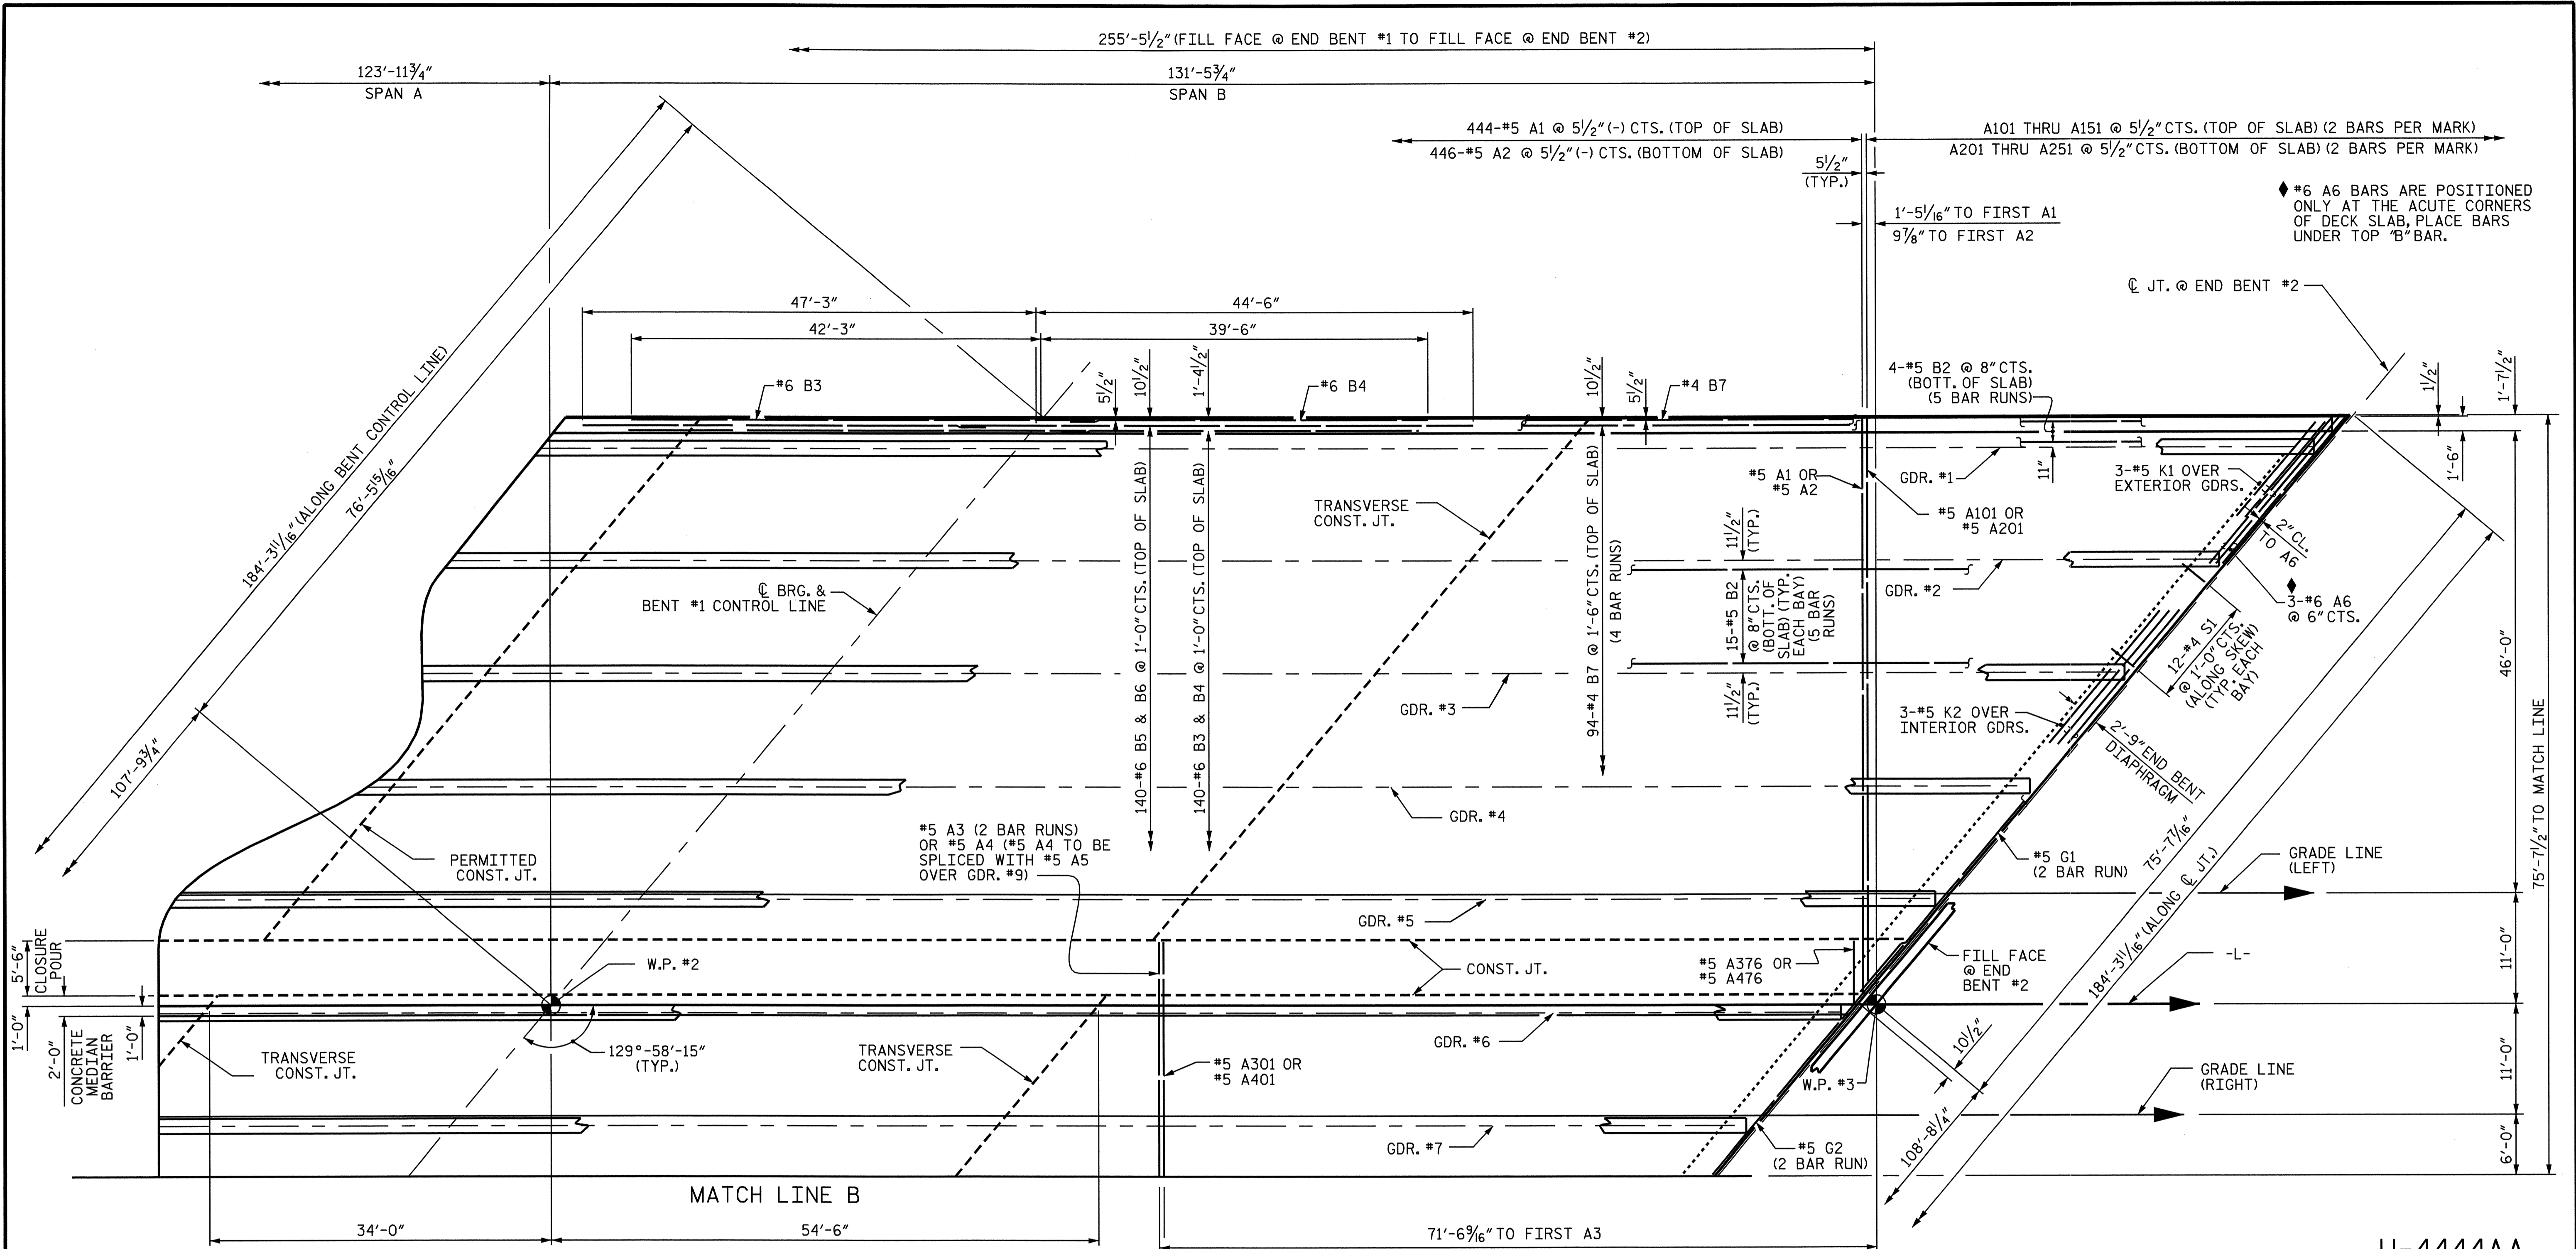 255'-5½" (FILL FACE @ END BENT #1 TO FILL FACE @ END BENT #2)
123'-11¾"
SPAN A
131'-5¾"
SPAN B
444-#5 A1 @ 5½" (-) CTS. (TOP OF SLAB)
446-#5 A2 @ 5½" (-) CTS. (BOTTOM OF SLAB)
A101 THRU A151 @ 5½" CTS. (TOP OF SLAB) (2 BARS PER MARK)
A201 THRU A251 @ 5½" CTS. (BOTTOM OF SLAB) (2 BARS PER MARK)
5½"
(TYP.)
1'-5 1/16" TO FIRST A1
9⅞" TO FIRST A2
♦ #6 A6 BARS ARE POSITIONED
ONLY AT THE ACUTE CORNERS
OF DECK SLAB, PLACE BARS
UNDER TOP "B" BAR.
℄ JT. @ END BENT #2
184'-3 11/16" (ALONG BENT CONTROL LINE)
76'-5 15/16"
107'-9¾"
47'-3"
44'-6"
42'-3"
39'-6"
#6 B3
5½"
10½"
1'-4½"
#6 B4
10½"
5½"
#4 B7
4-#5 B2 @ 8" CTS.
(BOTT. OF SLAB)
(5 BAR RUNS)
1½"
1'-7½"
1'-6"
11"
GDR. #1
3-#5 K1 OVER
EXTERIOR GDRS.
2" CL.
TO A6
♦
3-#6 A6
@ 6" CTS.
#5 A1 OR
#5 A2
#5 A101 OR
#5 A201
TRANSVERSE
CONST. JT.
140-#6 B5 & B6 @ 1'-0" CTS. (TOP OF SLAB)
140-#6 B3 & B4 @ 1'-0" CTS. (TOP OF SLAB)
94-#4 B7 @ 1'-6" CTS. (TOP OF SLAB)
(4 BAR RUNS)
11½"
(TYP.)
15-#5 B2
@ 8" CTS.
(BOTT. OF
SLAB) (TYP.
EACH BAY)
(5 BAR
RUNS)
11½"
(TYP.)
GDR. #2
℄ BRG. &
BENT #1 CONTROL LINE
12-#4 S1
@ 1'-0" CTS.
(ALONG SKEW)
(TYP. EACH
BAY)
46'-0"
75'-7½" TO MATCH LINE
GDR. #3
3-#5 K2 OVER
INTERIOR GDRS.
2'-9" END BENT
DIAPHRAGM
GDR. #4
#5 A3 (2 BAR RUNS)
OR #5 A4 (#5 A4 TO BE
SPLICED WITH #5 A5
OVER GDR. #9)
PERMITTED
CONST. JT.
#5 G1
(2 BAR RUN)
75'-7 7/16"
184'-3 11/16" (ALONG ℄ JT.)
GRADE LINE
(LEFT)
GDR. #5
5'-6"
CLOSURE
POUR
W.P. #2
CONST. JT.
#5 A376 OR
#5 A476
FILL FACE
@ END
BENT #2
-L-
11'-0"
1'-0"
2'-0"
CONCRETE
MEDIAN
BARRIER
1'-0"
TRANSVERSE
CONST. JT.
129°-58'-15"
(TYP.)
TRANSVERSE
CONST. JT.
GDR. #6
#5 A301 OR
#5 A401
W.P. #3
10½"
108'-8¼"
GRADE LINE
(RIGHT)
11'-0"
GDR. #7
#5 G2
(2 BAR RUN)
6'-0"
MATCH LINE B
34'-0"
54'-6"
71'-6 9/16" TO FIRST A3
U-4444AA